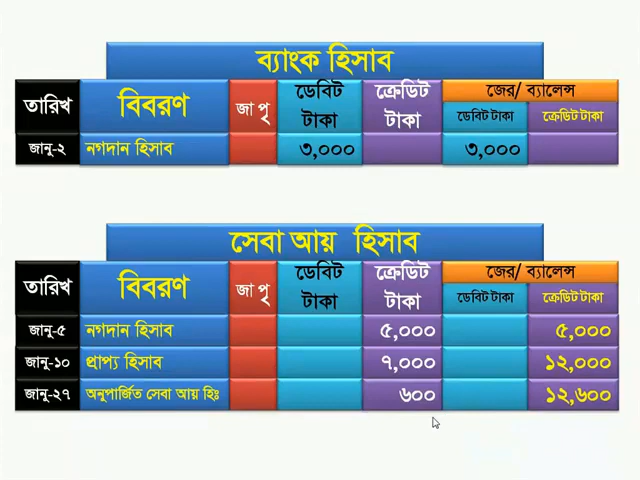 ব্যাংক হিসাব
তারিখ বিবরণ জা পৃ ডেবিট টাকা ক্রেডিট টাকা জের/ ব্যালেন্স
ডেবিট টাকা ক্রেডিট টাকা
জানু-২ নগদান হিসাব ৩,০০০ ৩,০০০
সেবা আয় হিসাব
তারিখ বিবরণ জা পৃ ডেবিট টাকা ক্রেডিট টাকা জের/ ব্যালেন্স
ডেবিট টাকা ক্রেডিট টাকা
জানু-৫ নগদান হিসাব ৫,০০০ ৫,০০০
জানু-১০ প্রাপ্য হিসাব ৭,০০০ ১২,০০০
জানু-২৭ অনুপার্জিত সেবা আয় হিঃ ৬০০ ১২,৬০০